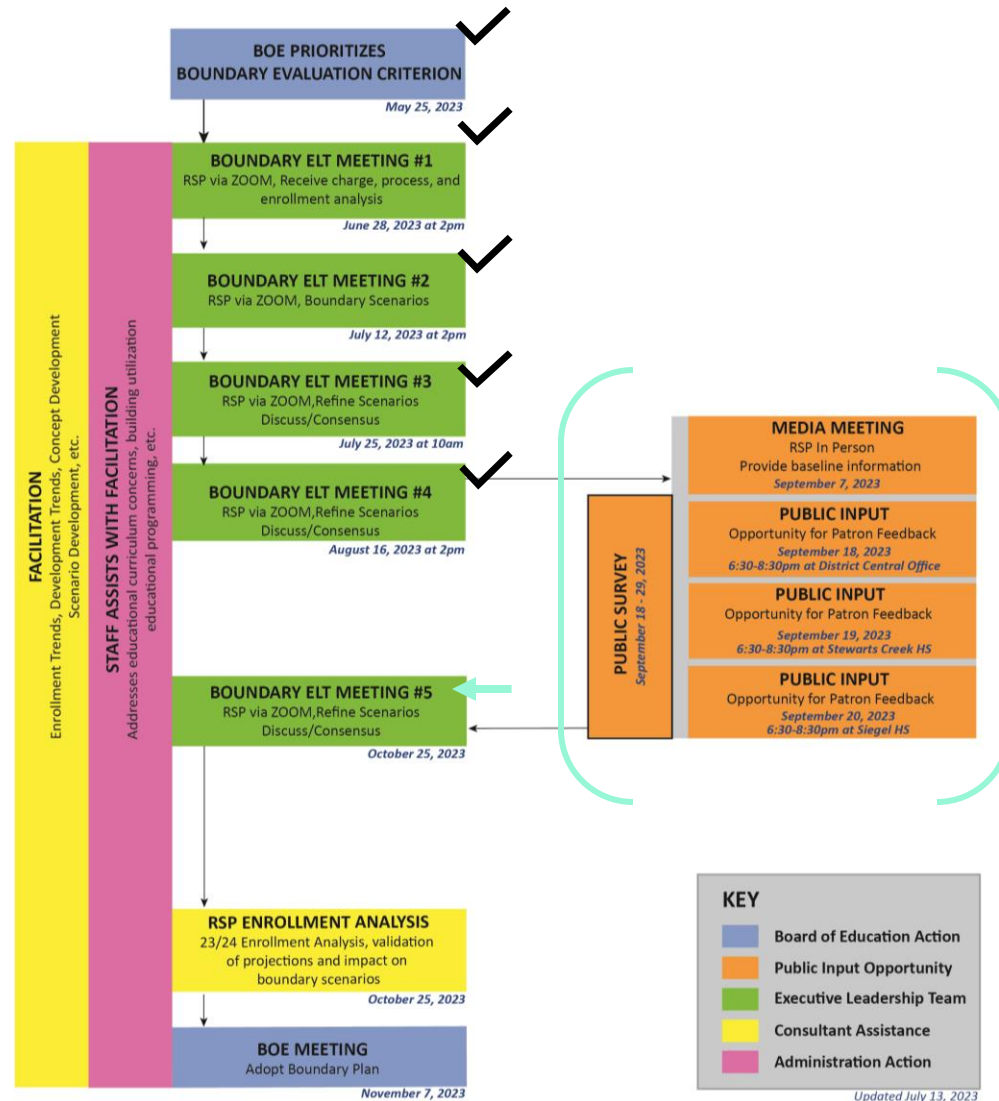 BOE PRIORITIZES
BOUNDARY EVALUATION CRITERION
May 25, 2023
FACILITATION
Enrollment Trends, Development Trends, Concept Development
Scenario Development, etc.
STAFF ASSISTS WITH FACILITATION
Addresses educational curriculum concerns, building utilization
educational programming, etc.
BOUNDARY ELT MEETING #1
RSP via ZOOM, Receive charge, process, and
enrollment analysis
June 28, 2023 at 2pm
BOUNDARY ELT MEETING #2
RSP via ZOOM, Boundary Scenarios
July 12, 2023 at 2pm
BOUNDARY ELT MEETING #3
RSP via ZOOM,Refine Scenarios
Discuss/Consensus
July 25, 2023 at 10am
BOUNDARY ELT MEETING #4
RSP via ZOOM,Refine Scenarios
Discuss/Consensus
August 16, 2023 at 2pm
MEDIA MEETING
RSP In Person
Provide baseline information
September 7, 2023
PUBLIC SURVEY
September 18 - 29, 2023
PUBLIC INPUT
Opportunity for Patron Feedback
September 18, 2023
6:30-8:30pm at District Central Office
PUBLIC INPUT
Opportunity for Patron Feedback
September 19, 2023
6:30-8:30pm at Stewarts Creek HS
PUBLIC INPUT
Opportunity for Patron Feedback
September 20, 2023
6:30-8:30pm at Siegel HS
BOUNDARY ELT MEETING #5
RSP via ZOOM,Refine Scenarios
Discuss/Consensus
October 25, 2023
RSP ENROLLMENT ANALYSIS
23/24 Enrollment Analysis, validation
of projections and impact on
boundary scenarios
October 25, 2023
BOE MEETING
Adopt Boundary Plan
November 7, 2023
KEY
Board of Education Action
Public Input Opportunity
Executive Leadership Team
Consultant Assistance
Administration Action
Updated July 13, 2023